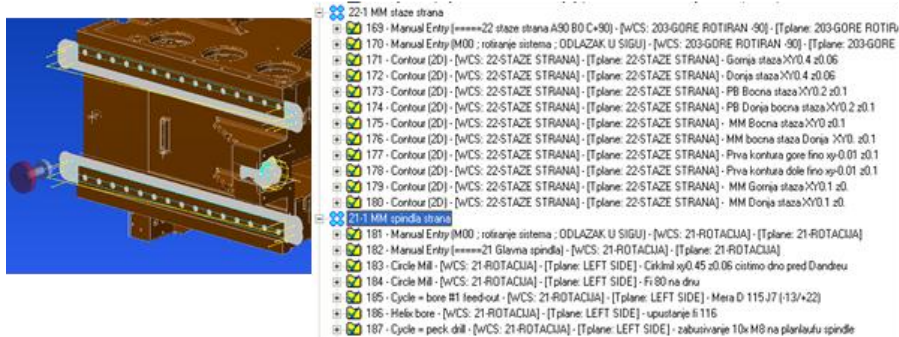 22-1 MM staze strana
169 - Manual Entry [=====22 staze strana A90 B0 C+90) - [WCS: 203-GORE ROTIRAN -90] - [Tplane: 203-GORE ROTIR
170 - Manual Entry (M00 ; rotiranje sistema ; ODLAZAK U SIGU) - [WCS: 203-GORE ROTIRAN -90] - [Tplane: 203-GORE
171 - Contour (2D) - [WCS: 22-STAZE STRANA] - [Tplane: 22-STAZE STRANA] - Gornja staza XY0.4 z0.06
172 - Contour (2D) - [WCS: 22-STAZE STRANA] - [Tplane: 22-STAZE STRANA] - Donja staza XY0.4 z0.06
173 - Contour (2D) - [WCS: 22-STAZE STRANA] - [Tplane: 22-STAZE STRANA] - PB Bocna staza XY0.2 z0.1
174 - Contour (2D) - [WCS: 22-STAZE STRANA] - [Tplane: 22-STAZE STRANA] - PB Donja bocna staza XY0.2 z0.1
175 - Contour (2D) - [WCS: 22-STAZE STRANA] - [Tplane: 22-STAZE STRANA] - MM Bocna staza XY0. z0.1
176 - Contour (2D) - [WCS: 22-STAZE STRANA] - [Tplane: 22-STAZE STRANA] - MM bocna staza Donja XY0. z0.1
177 - Contour (2D) - [WCS: 22-STAZE STRANA] - [Tplane: 22-STAZE STRANA] - Prva kontura gore fino xy-0.01 z0.1
178 - Contour (2D) - [WCS: 22-STAZE STRANA] - [Tplane: 22-STAZE STRANA] - Prva kontura dole fino xy-0.01 z0.1
179 - Contour (2D) - [WCS: 22-STAZE STRANA] - [Tplane: 22-STAZE STRANA] - MM Gornja staza XY0.1 z0.
180 - Contour (2D) - [WCS: 22-STAZE STRANA] - [Tplane: 22-STAZE STRANA] - MM Donja staza XY0.1 z0.
21-1 MM spindla strana
181 - Manual Entry (M00 ; rotiranje sistema ; ODLAZAK U SIGU) - [WCS: 21-ROTACIJA] - [Tplane: 21-ROTACIJA]
182 - Manual Entry (=====21 Glavna spindla) - [WCS: 21-ROTACIJA] - [Tplane: 21-ROTACIJA]
183 - Circle Mill - [WCS: 21-ROTACIJA] - [Tplane: LEFT SIDE] - Cirklmil xy0.45 z0.06 cistimo dno pred Dandreu
184 - Circle Mill - [WCS: 21-ROTACIJA] - [Tplane: LEFT SIDE] - Fi 80 na dnu
185 - Cycle = bore #1 feed-out - [WCS: 21-ROTACIJA] - [Tplane: LEFT SIDE] - Mera D 115 J7 (-13/+22)
186 - Helix bore - [WCS: 21-ROTACIJA] - [Tplane: LEFT SIDE] - upustanje fi 116
187 - Cycle = peck drill - [WCS: 21-ROTACIJA] - [Tplane: LEFT SIDE] - zabusivanje 10x M8 na planlaufu spindle